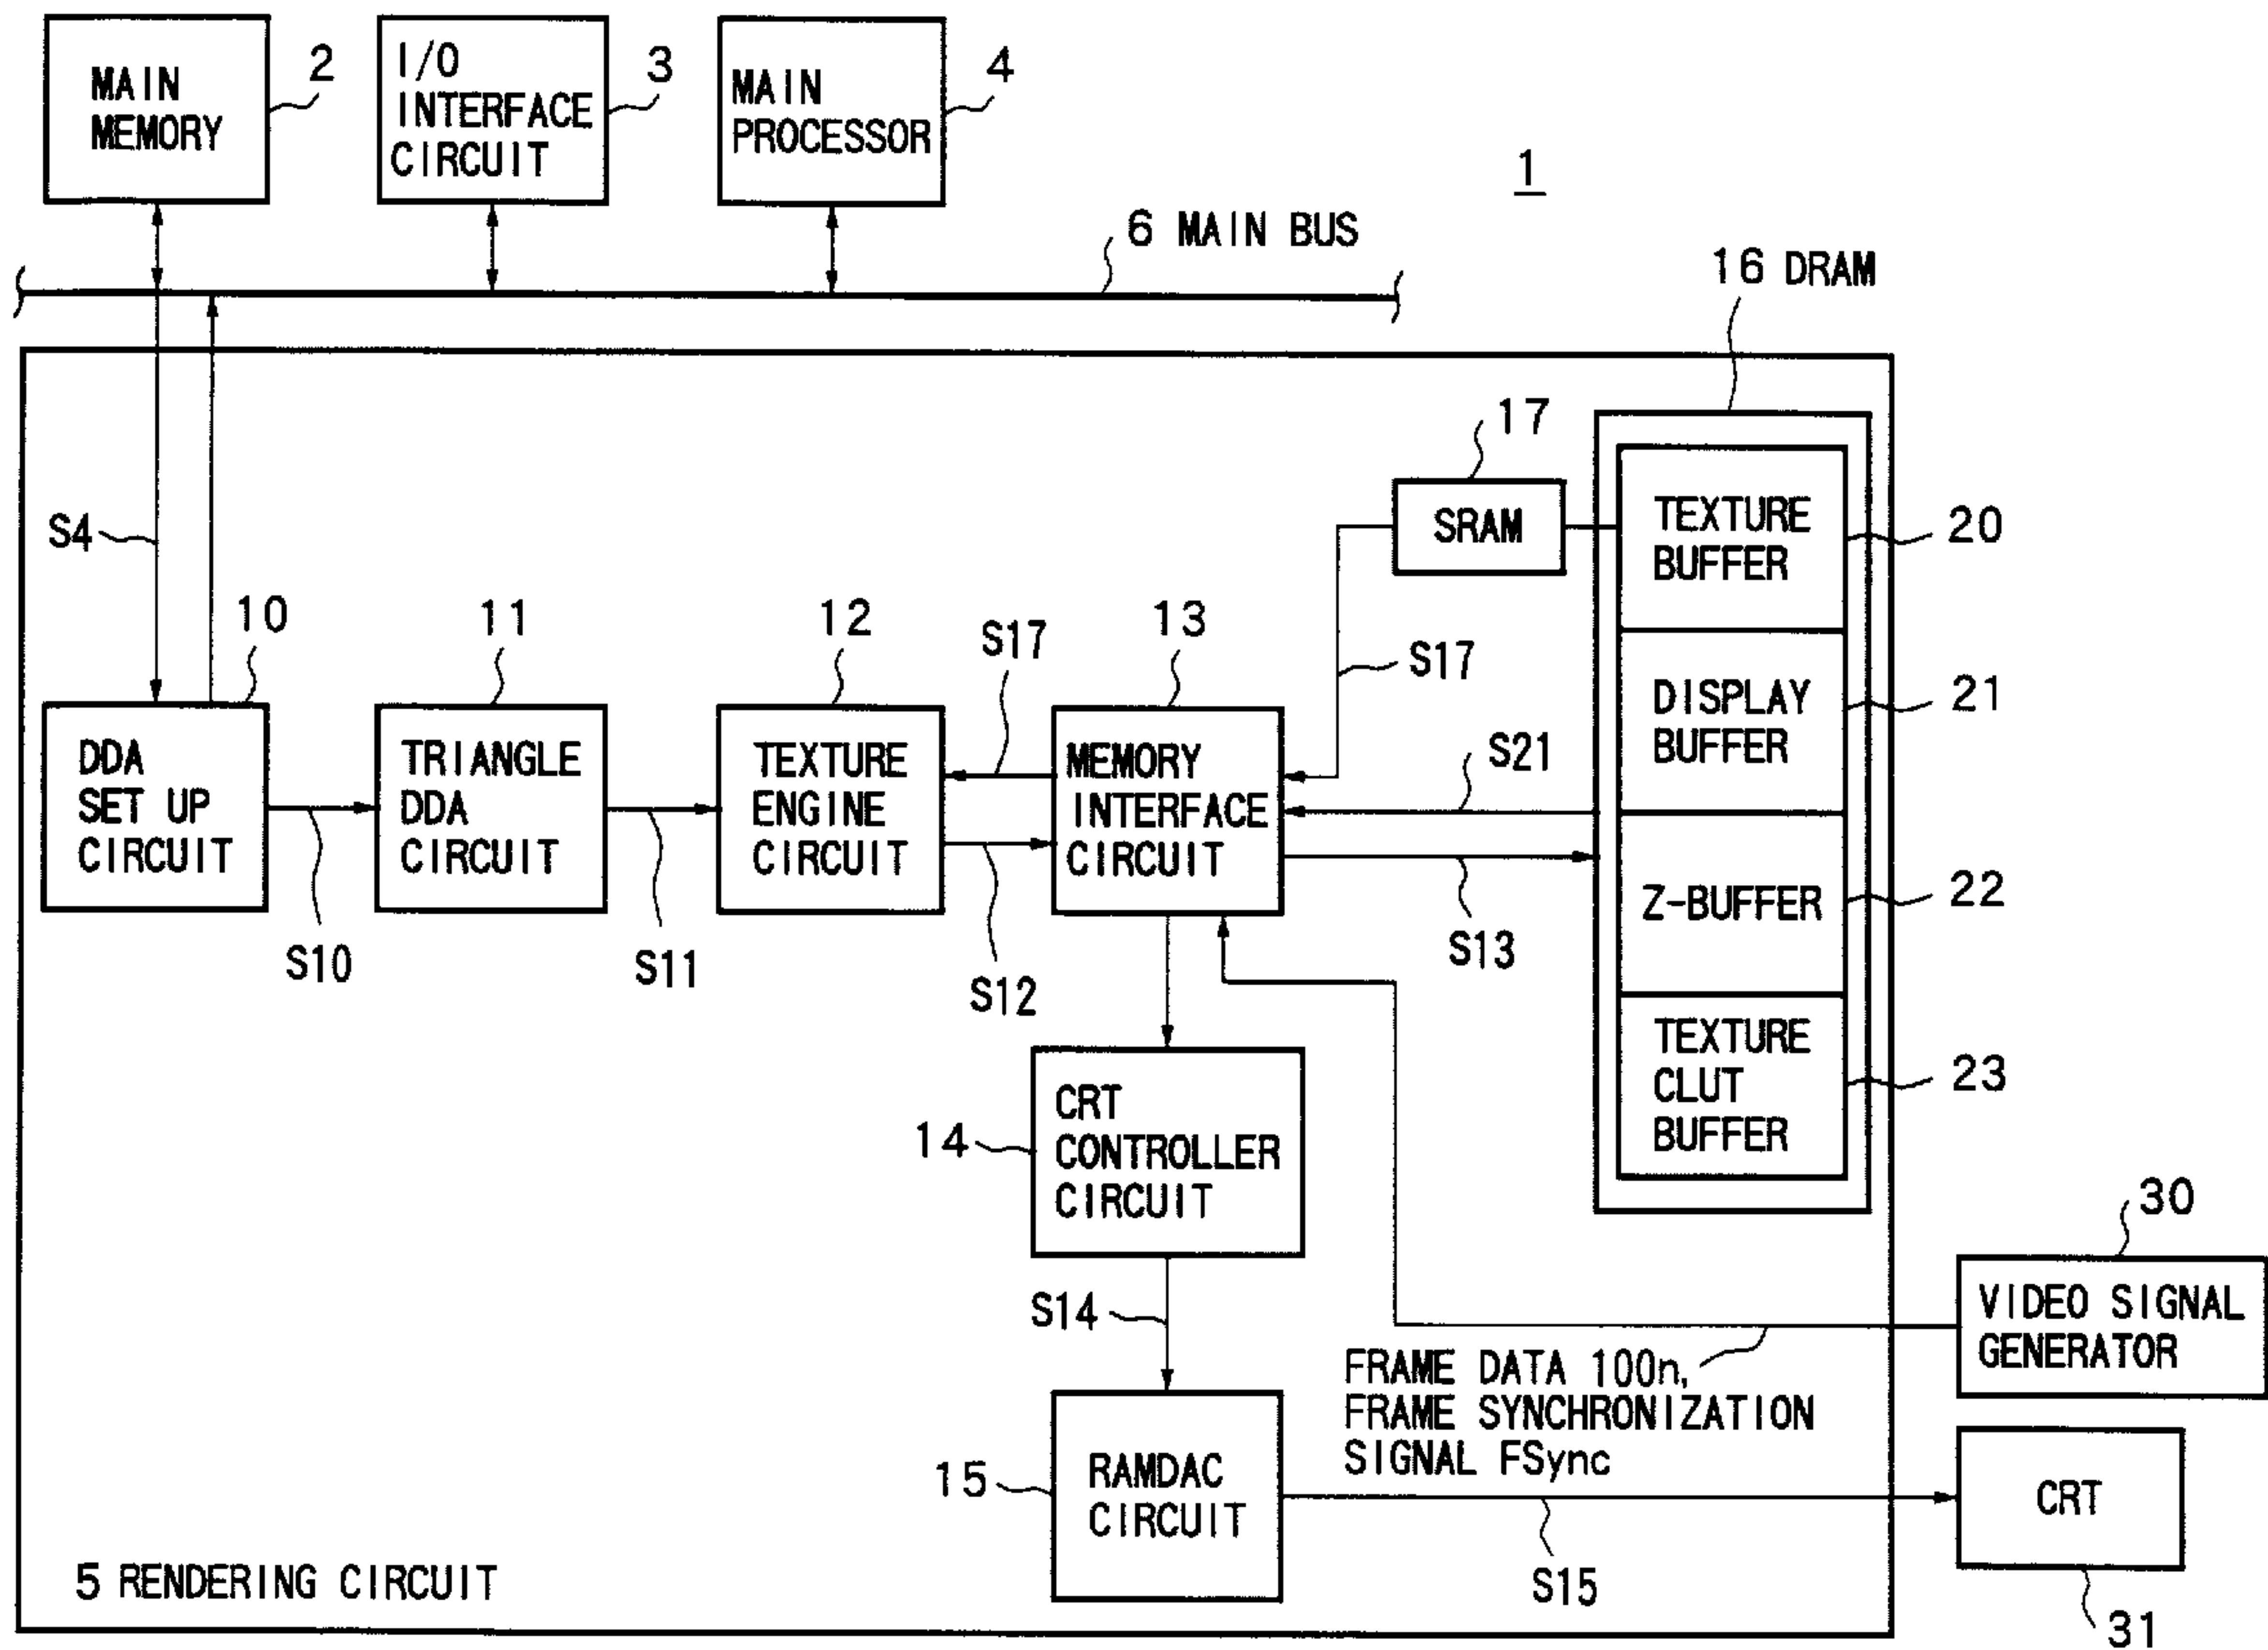 MAIN
MEMORY
2
I/O
INTERFACE
CIRCUIT
3
MAIN
PROCESSOR
4
1
6 MAIN BUS
16 DRAM
17
SRAM
S4
S17
TEXTURE
BUFFER
20
DISPLAY
BUFFER
21
Z-BUFFER
22
TEXTURE
CLUT
BUFFER
23
10
DDA
SET UP
CIRCUIT
S10
11
TRIANGLE
DDA
CIRCUIT
S11
12
TEXTURE
ENGINE
CIRCUIT
S17
S12
13
MEMORY
INTERFACE
CIRCUIT
S21
S13
14
CRT
CONTROLLER
CIRCUIT
S14
15
RAMDAC
CIRCUIT
S15
FRAME DATA 100n,
FRAME SYNCHRONIZATION
SIGNAL FSync
30
VIDEO SIGNAL
GENERATOR
CRT
31
5 RENDERING CIRCUIT